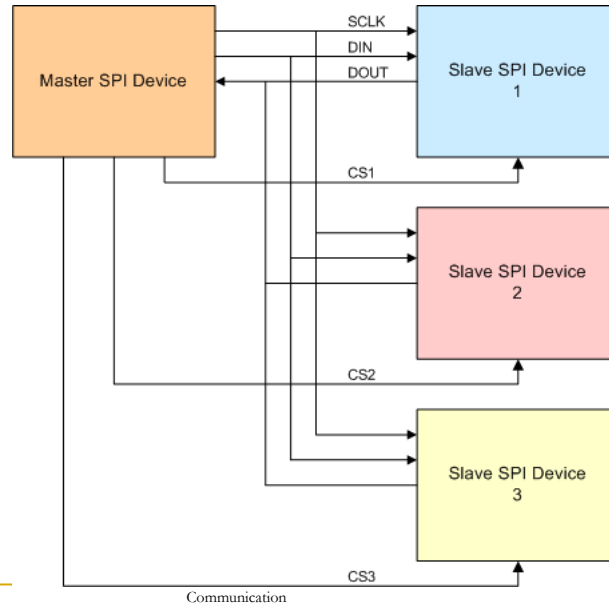 SCLK
DIN
DOUT
Master SPI Device
Slave SPI Device
1
CS1
Slave SPI Device
2
CS2
Slave SPI Device
3
CS3
Communication